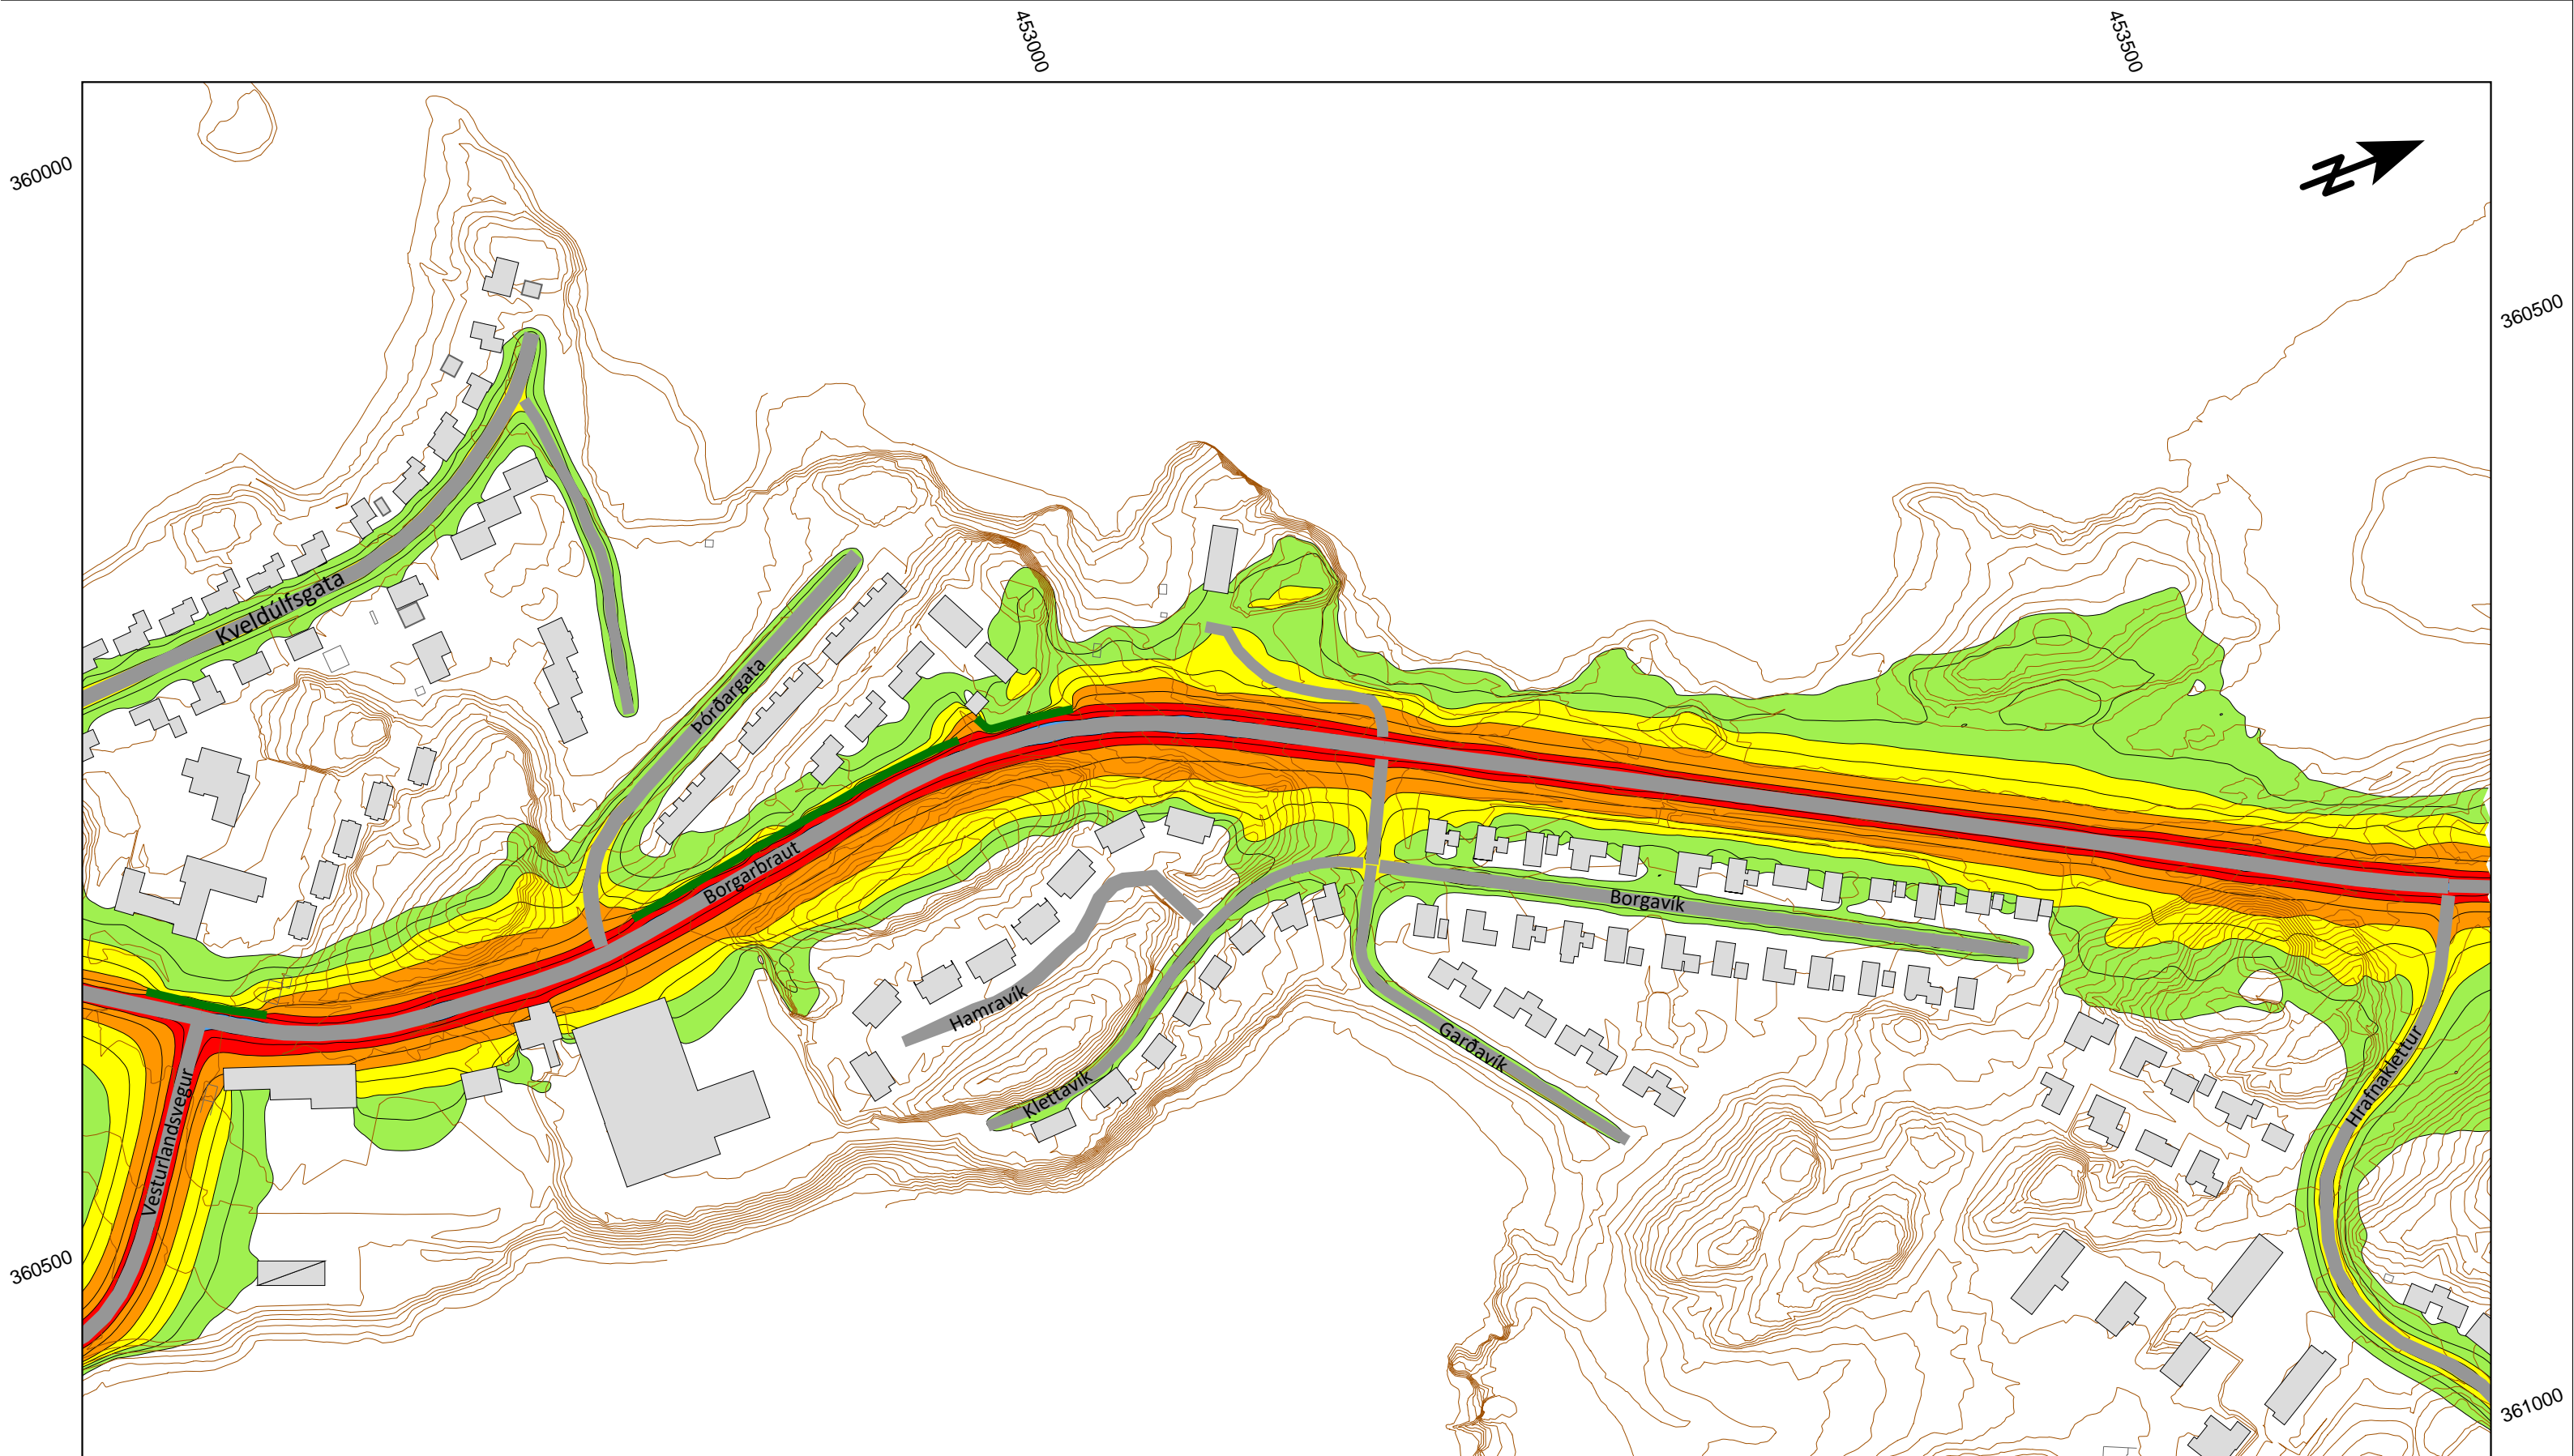 453000
453500
360000
360500
Kveldúlfsgata
Þórðargata
Borgarbraut
Borgavík
Hamravík
Garðavík
Klettavík
Hrafnaklettur
Vesturlandsvegur
360500
361000